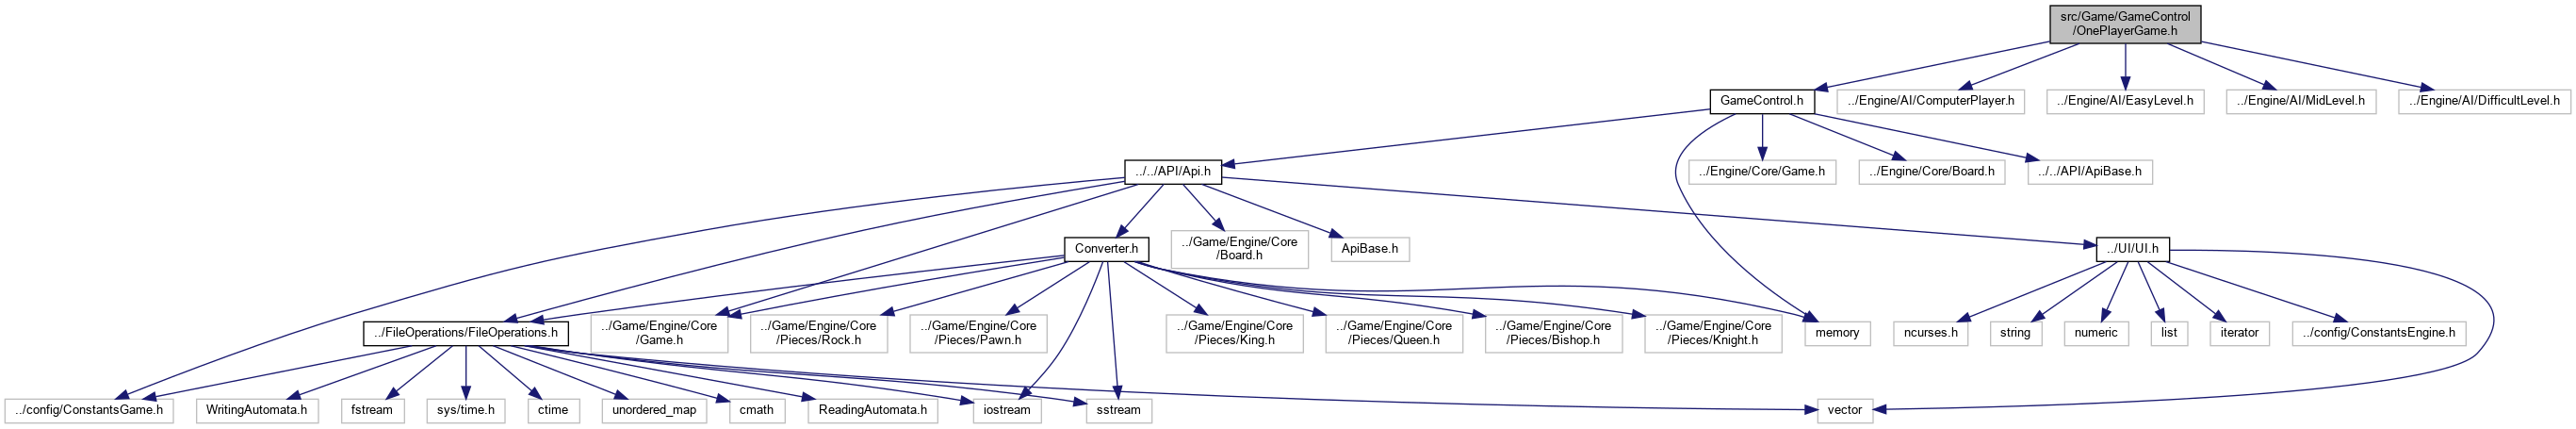 src/Game/GameControl
/OnePlayerGame.h
GameControl.h
../Engine/AI/ComputerPlayer.h
../Engine/AI/EasyLevel.h
../Engine/AI/MidLevel.h
../Engine/AI/DifficultLevel.h
../../API/Api.h
../Engine/Core/Game.h
../Engine/Core/Board.h
../../API/ApiBase.h
Converter.h
../Game/Engine/Core
/Board.h
ApiBase.h
../UI/UI.h
../FileOperations/FileOperations.h
../Game/Engine/Core
/Game.h
../Game/Engine/Core
/Pieces/Rock.h
../Game/Engine/Core
/Pieces/Pawn.h
../Game/Engine/Core
/Pieces/King.h
../Game/Engine/Core
/Pieces/Queen.h
../Game/Engine/Core
/Pieces/Bishop.h
../Game/Engine/Core
/Pieces/Knight.h
memory
ncurses.h
string
numeric
list
iterator
../config/ConstantsEngine.h
../config/ConstantsGame.h
WritingAutomata.h
fstream
sys/time.h
ctime
unordered_map
cmath
ReadingAutomata.h
iostream
sstream
vector